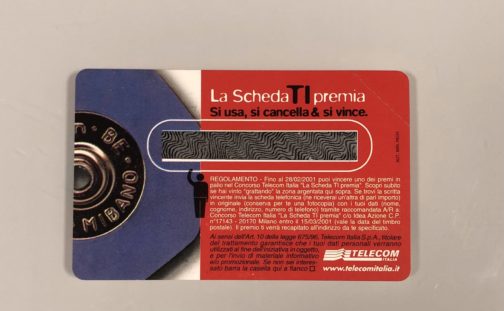 La Scheda TI premia
Si usa, si cancella & si vince.
REGOLAMENTO - Fino al 28/02/2001 puoi vincere uno dei premi in
palio nel Concorso Telecom Italia "La Scheda TI premia". Scopri subito
se hai vinto "grattando" la zona argentata qui sopra. Se trovi la scritta
vincente invia la scheda telefonica (ne riceverai un'altra di pari importo)
in originale (conserva per te una fotocopia) con i tuoi dati (nome,
cognome, indirizzo, numero di telefono) tramite raccomandata A/R a:
Concorso Telecom Italia "La Scheda TI premia" c/o Idea Azione C.P.
n°17143 - 20170 Milano entro il 15/03/2001 (vale la data del timbro
postale). Il premio ti verrà recapitato all'indirizzo da te specificato.
Ai sensi dell'Art. 10 della legge 675/96, Telecom Italia S.p.A., titolare
del trattamento garantisce che i tuoi dati personali verranno
utilizzati al fine dell'iniziativa in oggetto,
e per l'invio di materiale informativo
e/o promozionale. Se non sei interes-
sato barra la casella qui a fianco
TELECOM
ITALIA
www.telecomitalia.it
BE
MIBANO